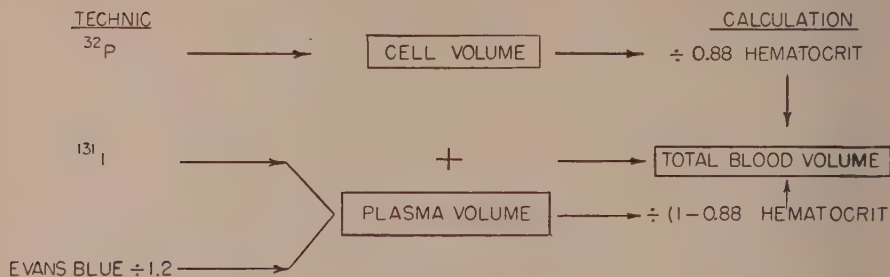 TECHNIC CALCULATION
³²P CELL VOLUME ÷ 0.88 HEMATOCRIT
¹³¹I + TOTAL BLOOD VOLUME
PLASMA VOLUME ÷ (1 – 0.88 HEMATOCRIT
EVANS BLUE ÷ 1.2